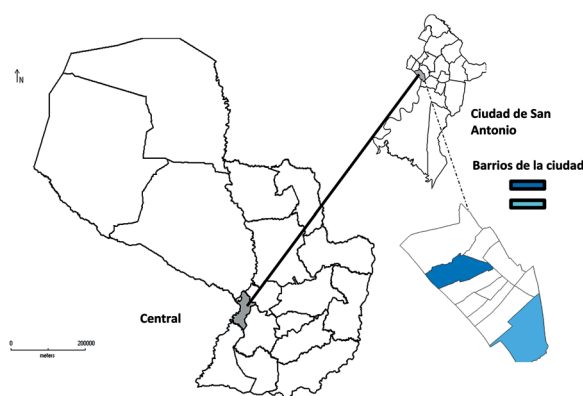 N
Ciudad de San
Antonio
Barrios de la ciudad
Central
0 200000
meters